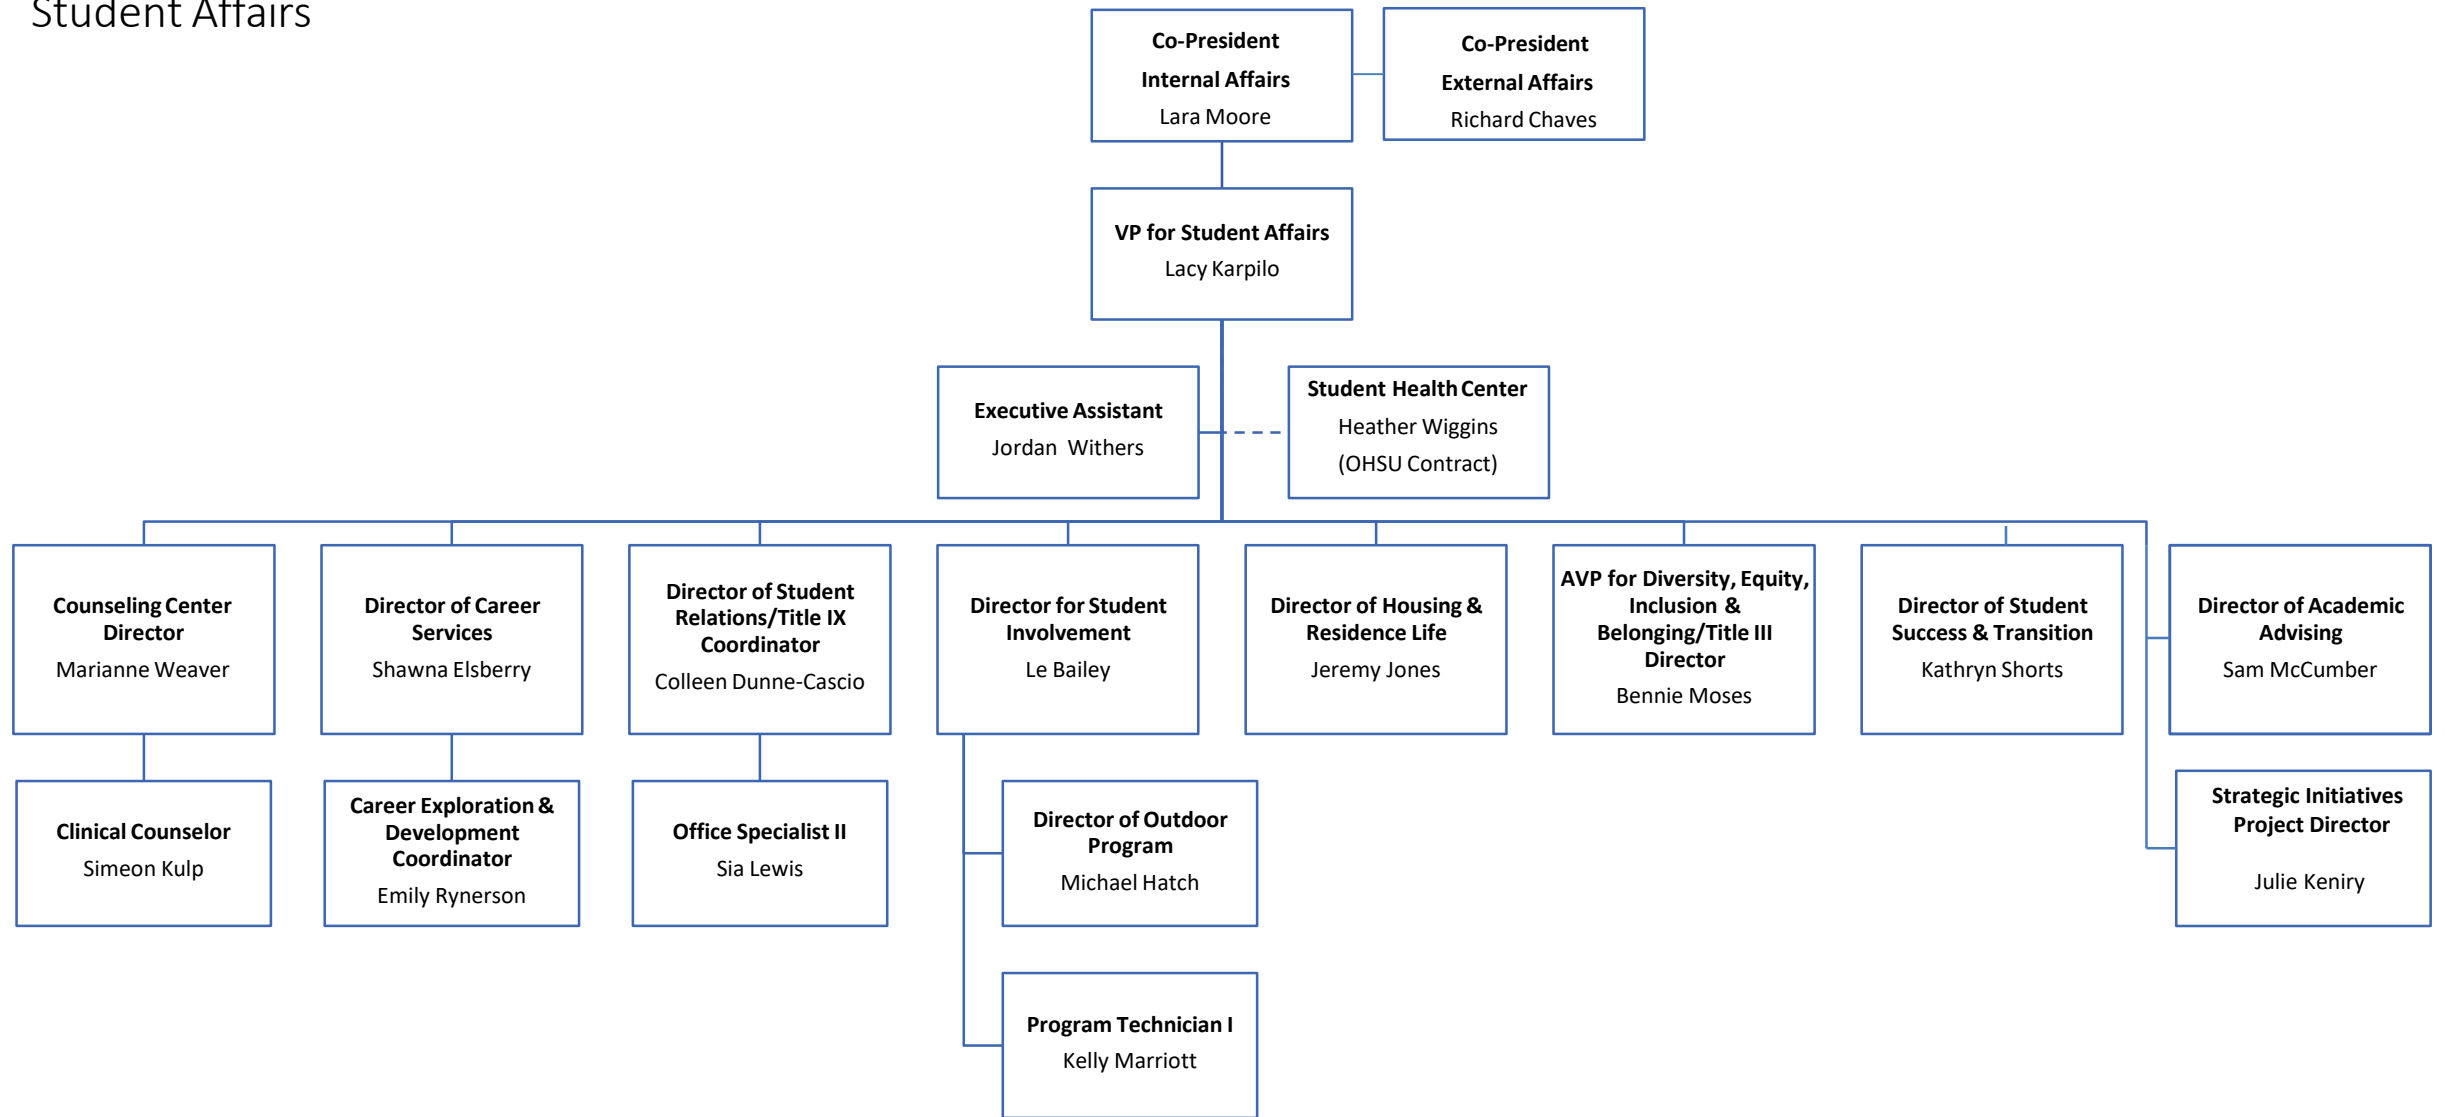 Student Affairs
Co-President
Internal Affairs
Lara Moore
Co-President
External Affairs
Richard Chaves
VP for Student Affairs
Lacy Karpilo
Executive Assistant
Jordan Withers
Student Health Center
Heather Wiggins
(OHSU Contract)
Counseling Center
Director
Marianne Weaver
Director of Career
Services
Shawna Elsberry
Director of Student
Relations/Title IX
Coordinator
Colleen Dunne-Cascio
Director for Student
Involvement
Le Bailey
Director of Housing &
Residence Life
Jeremy Jones
AVP for Diversity, Equity,
Inclusion &
Belonging/Title III
Director
Bennie Moses
Director of Student
Success & Transition
Kathryn Shorts
Director of Academic
Advising
Sam McCumber
Clinical Counselor
Simeon Kulp
Career Exploration &
Development
Coordinator
Emily Rynerson
Office Specialist II
Sia Lewis
Director of Outdoor
Program
Michael Hatch
Strategic Initiatives
Project Director
Julie Keniry
Program Technician I
Kelly Marriott